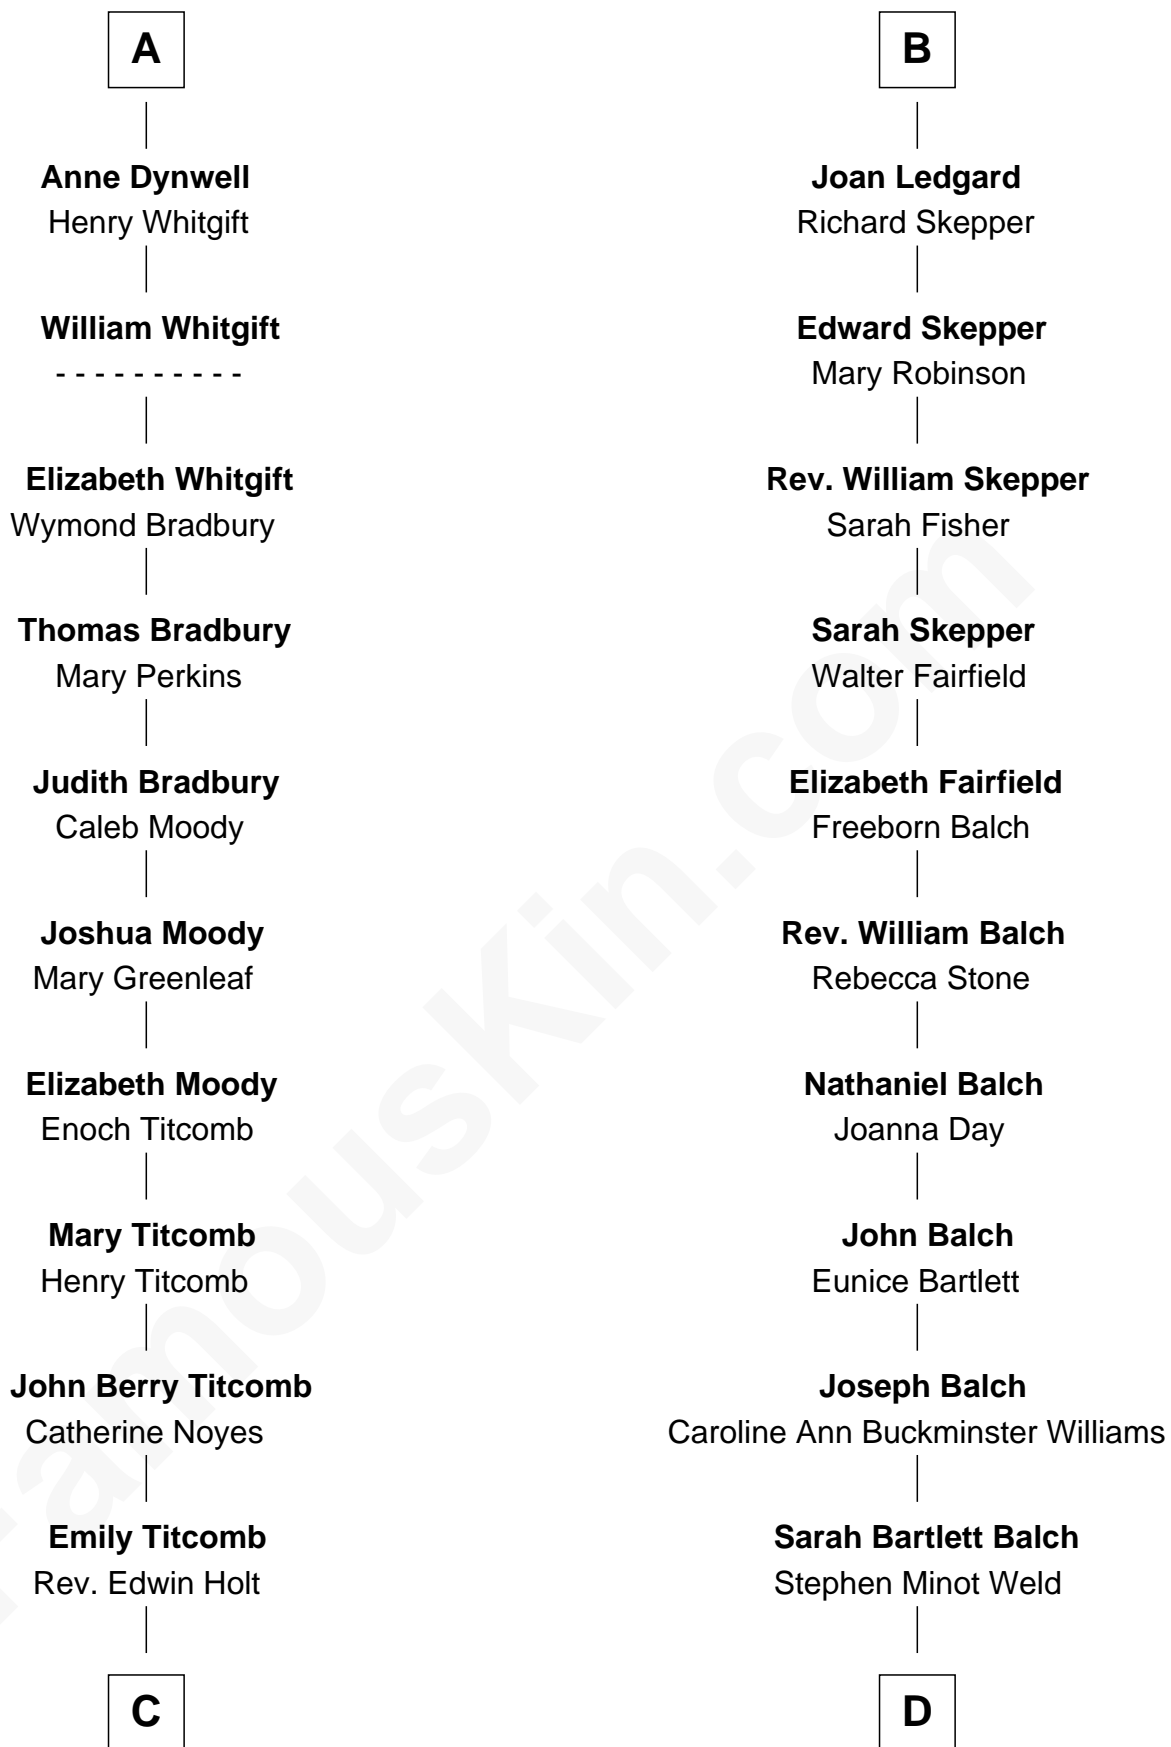 A
Anne Dynwell
Henry Whitgift
William Whitgift
- - - - - - - - - -
Elizabeth Whitgift
Wymond Bradbury
Thomas Bradbury
Mary Perkins
Judith Bradbury
Caleb Moody
Joshua Moody
Mary Greenleaf
Elizabeth Moody
Enoch Titcomb
Mary Titcomb
Henry Titcomb
John Berry Titcomb
Catherine Noyes
Emily Titcomb
Rev. Edwin Holt
C
B
Joan Ledgard
Richard Skepper
Edward Skepper
Mary Robinson
Rev. William Skepper
Sarah Fisher
Sarah Skepper
Walter Fairfield
Elizabeth Fairfield
Freeborn Balch
Rev. William Balch
Rebecca Stone
Nathaniel Balch
Joanna Day
John Balch
Eunice Bartlett
Joseph Balch
Caroline Ann Buckminster Williams
Sarah Bartlett Balch
Stephen Minot Weld
D
FamousKin.com